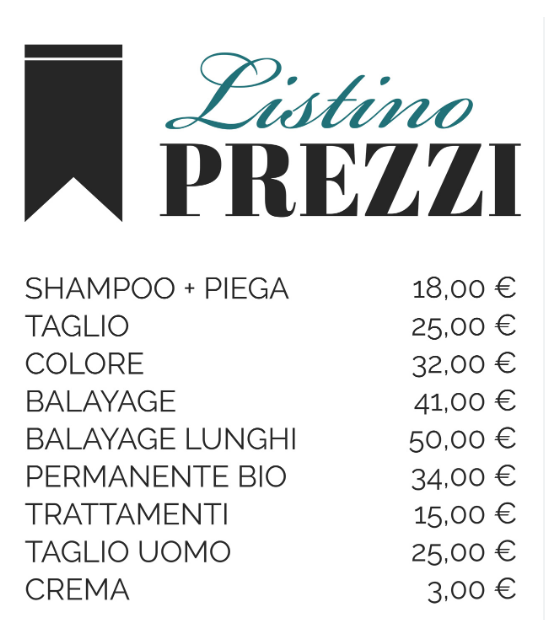 Listino
PREZZI
SHAMPOO + PIEGA 18,00 €
TAGLIO 25,00 €
COLORE 32,00 €
BALAYAGE 41,00 €
BALAYAGE LUNGHI 50,00 €
PERMANENTE BIO 34,00 €
TRATTAMENTI 15,00 €
TAGLIO UOMO 25,00 €
CREMA 3,00 €